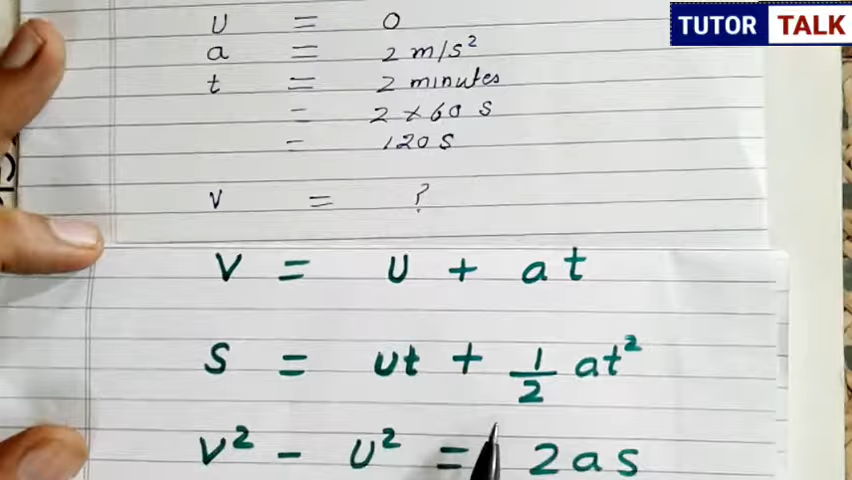 TUTOR TALK
u = 0
a = 2 m/s²
t = 2 minutes
= 2 × 60 s
= 120 s
v = ?
v = u + at
s = ut + 1/2 at²
v² - u² = 2as